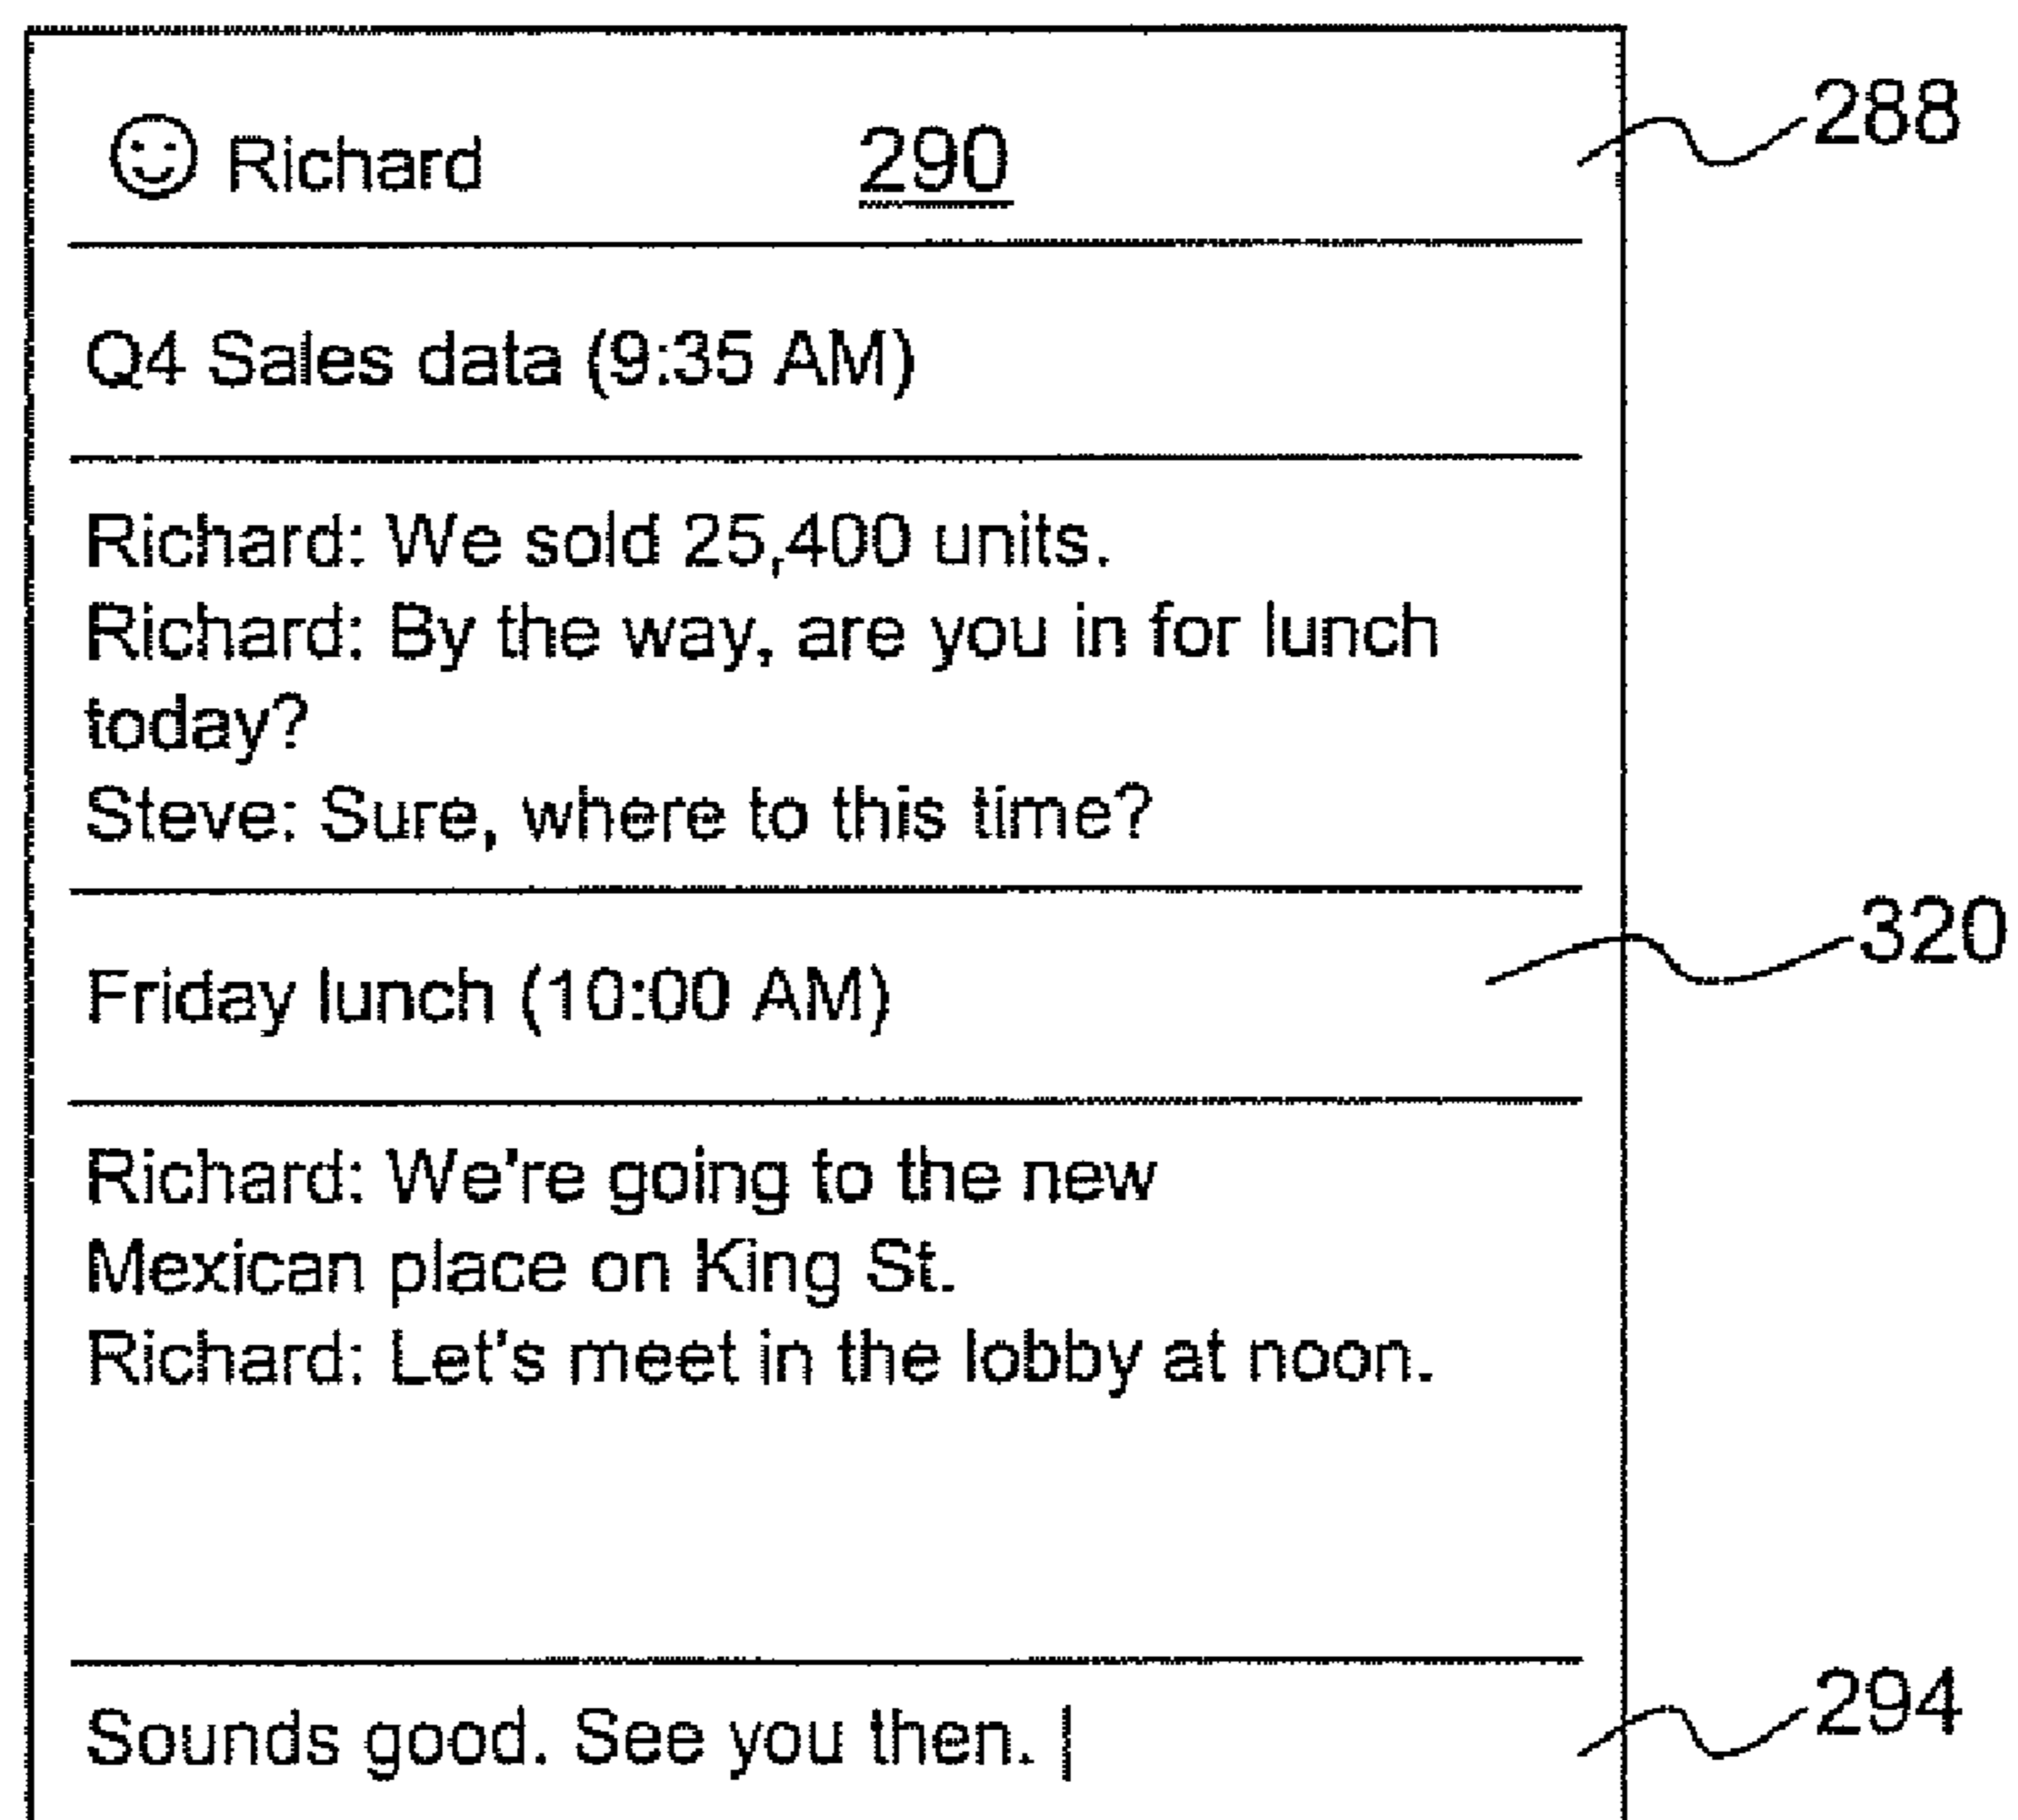 Richard 290
288
Q4 Sales data (9:35 AM)
Richard: We sold 25,400 units.
Richard: By the way, are you in for lunch
today?
Steve: Sure, where to this time?
320
Friday lunch (10:00 AM)
Richard: We're going to the new
Mexican place on King St.
Richard: Let's meet in the lobby at noon.
Sounds good. See you then. |
294